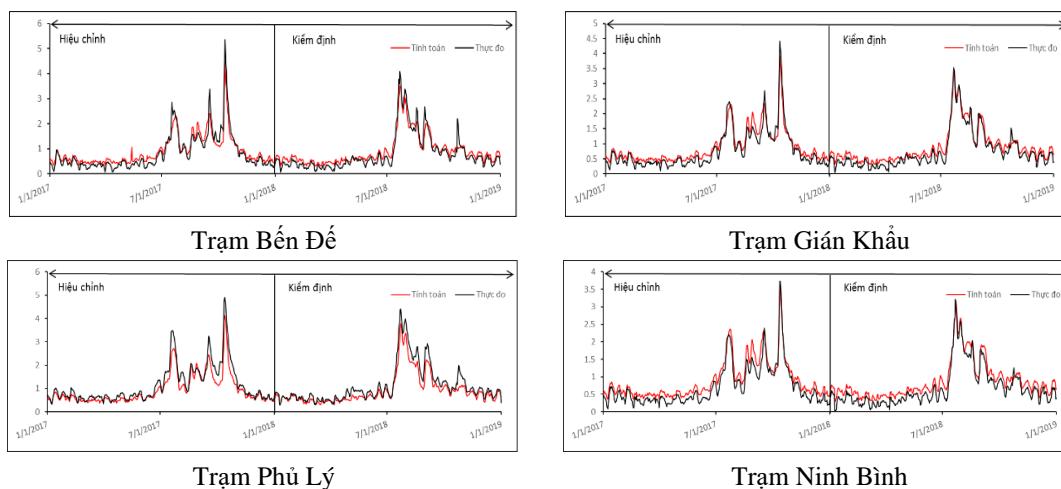 Hiệu chỉnh
Kiểm định
Tính toán
Thực đo
6
5
4
3
2
1
0
1/1/2017
7/1/2017
1/1/2018
7/1/2018
1/1/2019
Trạm Bến Đế
Hiệu chỉnh
Kiểm định
Tính toán
Thực đo
5
4.5
4
3.5
3
2.5
2
1.5
1
0.5
0
1/1/2017
7/1/2017
1/1/2018
7/1/2018
1/1/2019
Trạm Gián Khẩu
Hiệu chỉnh
Kiểm định
Tính toán
Thực đo
6
5
4
3
2
1
0
1/1/2017
7/1/2017
1/1/2018
7/1/2018
1/1/2019
Trạm Phủ Lý
Hiệu chỉnh
Kiểm định
Tính toán
Thực đo
4
3.5
3
2.5
2
1.5
1
0.5
0
1/1/2017
7/1/2017
1/1/2018
7/1/2018
1/1/2019
Trạm Ninh Bình